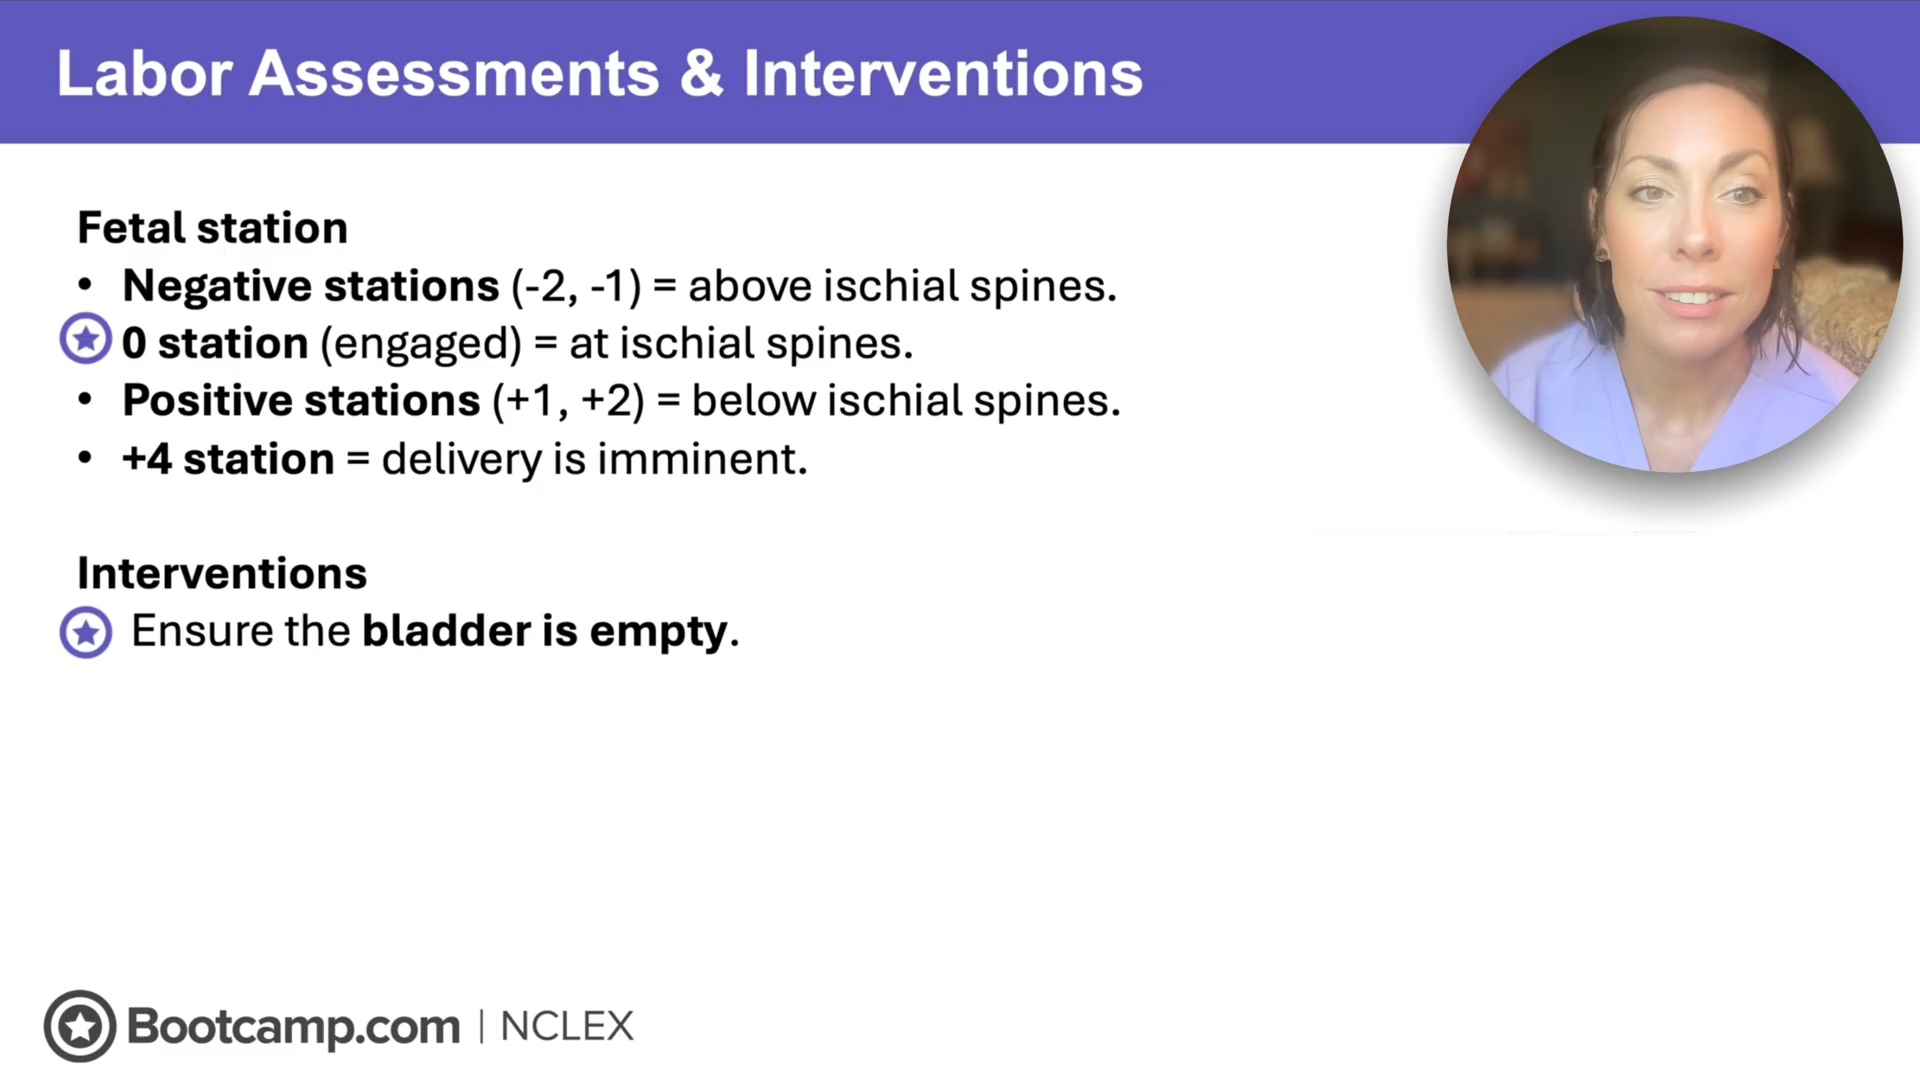 Labor Assessments & Interventions
Fetal station
• Negative stations (-2, -1) = above ischial spines.
0 station (engaged) = at ischial spines.
• Positive stations (+1, +2) = below ischial spines.
• +4 station = delivery is imminent.
Interventions
Ensure the bladder is empty.
Bootcamp.com | NCLEX